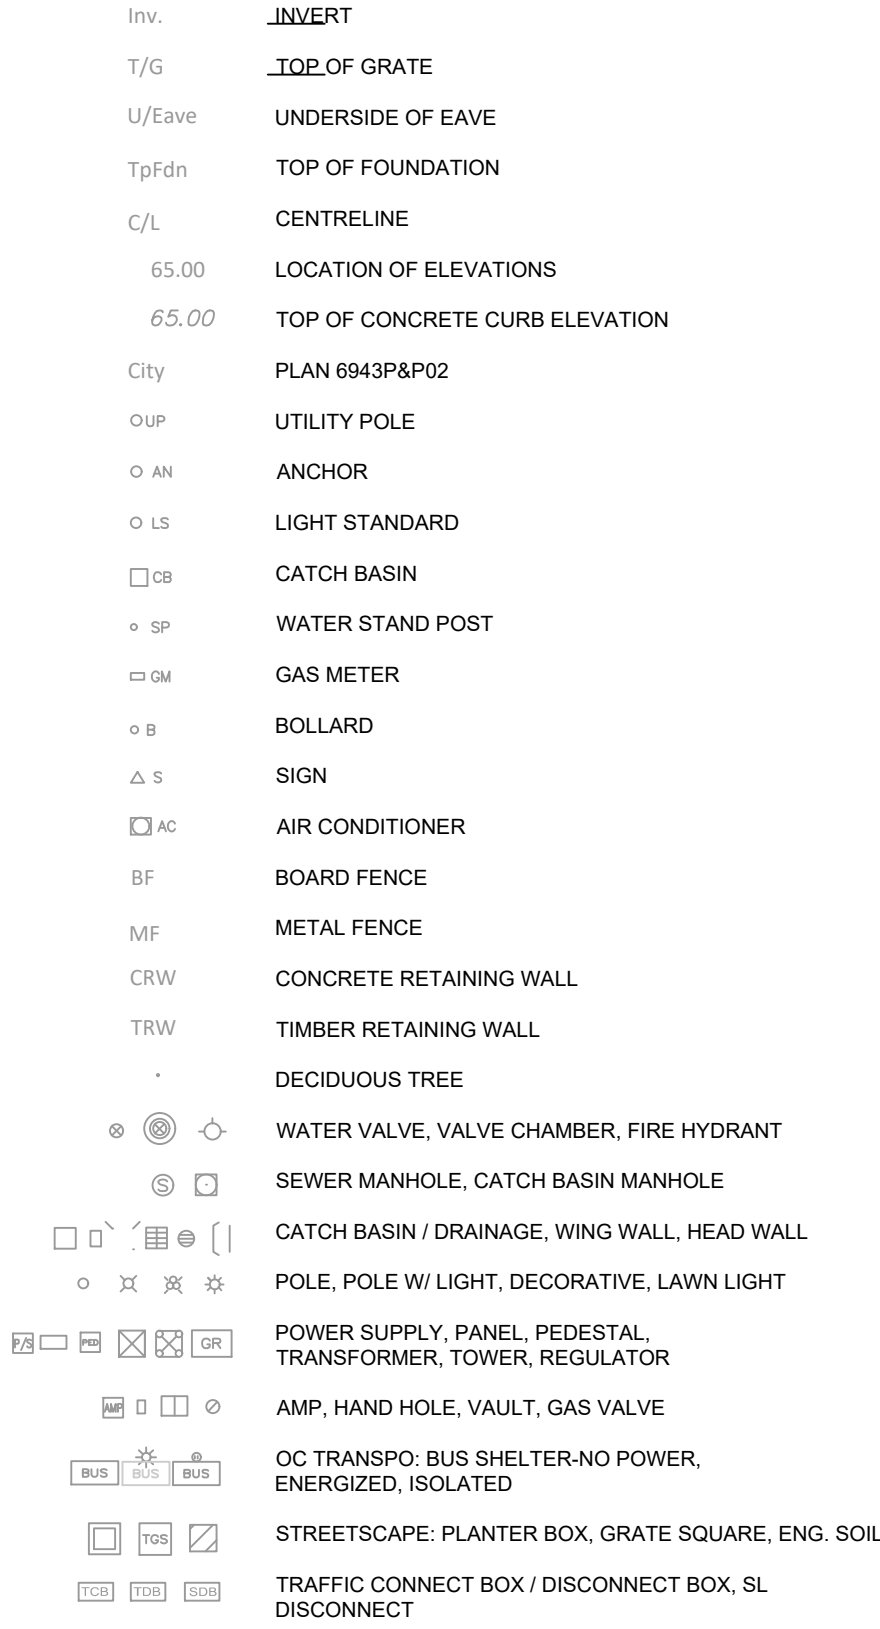 Inv. INVERT
T/G TOP OF GRATE
U/Eave UNDERSIDE OF EAVE
TpFdn TOP OF FOUNDATION
C/L CENTRELINE
65.00 LOCATION OF ELEVATIONS
65.00 TOP OF CONCRETE CURB ELEVATION
City PLAN 6943P&P02
UP UTILITY POLE
AN ANCHOR
LS LIGHT STANDARD
CB CATCH BASIN
SP WATER STAND POST
GM GAS METER
B BOLLARD
S SIGN
AC AIR CONDITIONER
BF BOARD FENCE
MF METAL FENCE
CRW CONCRETE RETAINING WALL
TRW TIMBER RETAINING WALL
DECIDUOUS TREE
WATER VALVE, VALVE CHAMBER, FIRE HYDRANT
S SEWER MANHOLE, CATCH BASIN MANHOLE
CATCH BASIN / DRAINAGE, WING WALL, HEAD WALL
POLE, POLE W/ LIGHT, DECORATIVE, LAWN LIGHT
P/S PED GR POWER SUPPLY, PANEL, PEDESTAL,
TRANSFORMER, TOWER, REGULATOR
AMP AMP, HAND HOLE, VAULT, GAS VALVE
BUS BUS BUS OC TRANSPO: BUS SHELTER-NO POWER,
ENERGIZED, ISOLATED
TGS STREETSCAPE: PLANTER BOX, GRATE SQUARE, ENG. SOIL
TCB TDB SDB TRAFFIC CONNECT BOX / DISCONNECT BOX, SL
DISCONNECT